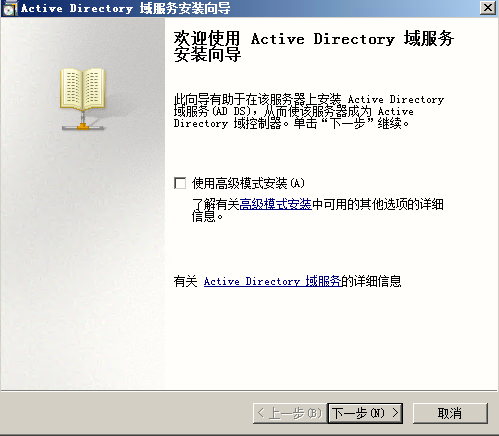 Active Directory 域服务安装向导
欢迎使用 Active Directory 域服务
安装向导
此向导有助于在该服务器上安装 Active Directory
域服务(AD DS)，从而使该服务器成为 Active
Directory 域控制器。单击“下一步”继续。
使用高级模式安装(A)
了解有关高级模式安装中可用的其他选项的详细
信息。
有关 Active Directory 域服务的详细信息
< 上一步(B) 下一步(N) > 取消